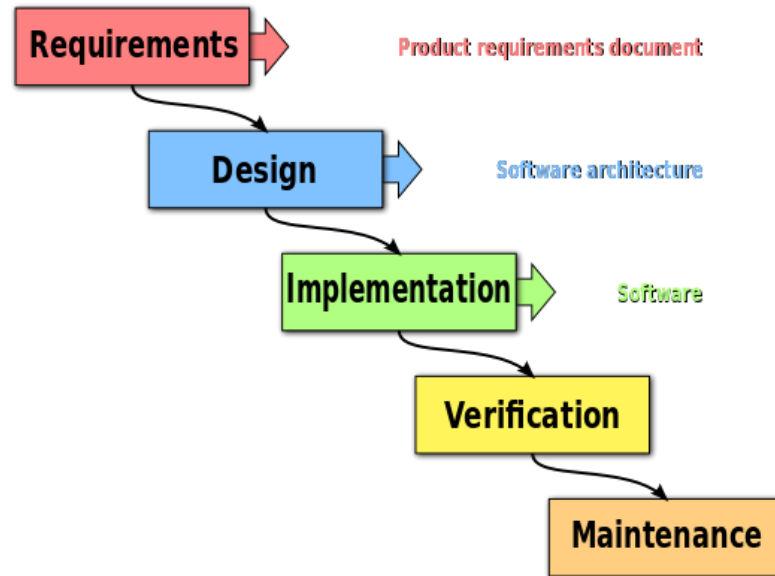 Requirements
Product requirements document
Design
Software architecture
Implementation
Software
Verification
Maintenance